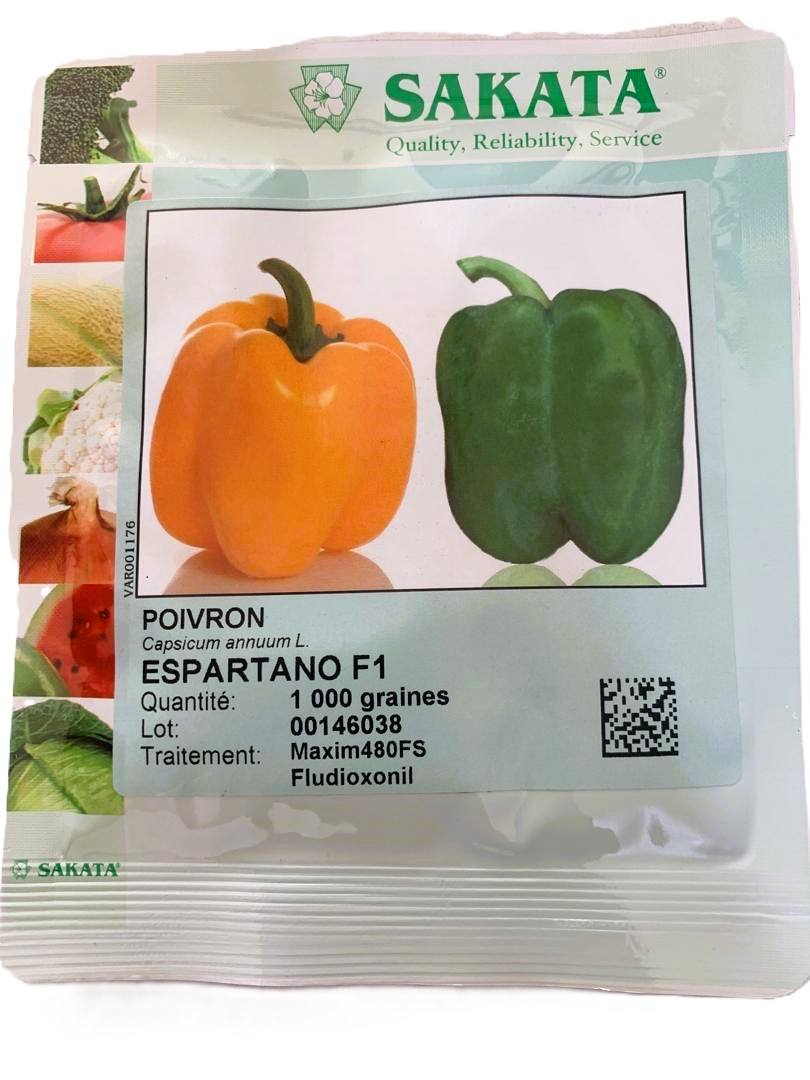 SAKATA®
Quality, Reliability, Service
VAR001176
POIVRON
Capsicum annuum L.
ESPARTANO F1
Quantité: 1 000 graines
Lot: 00146038
Traitement: Maxim480FS
Fludioxonil
SAKATA®